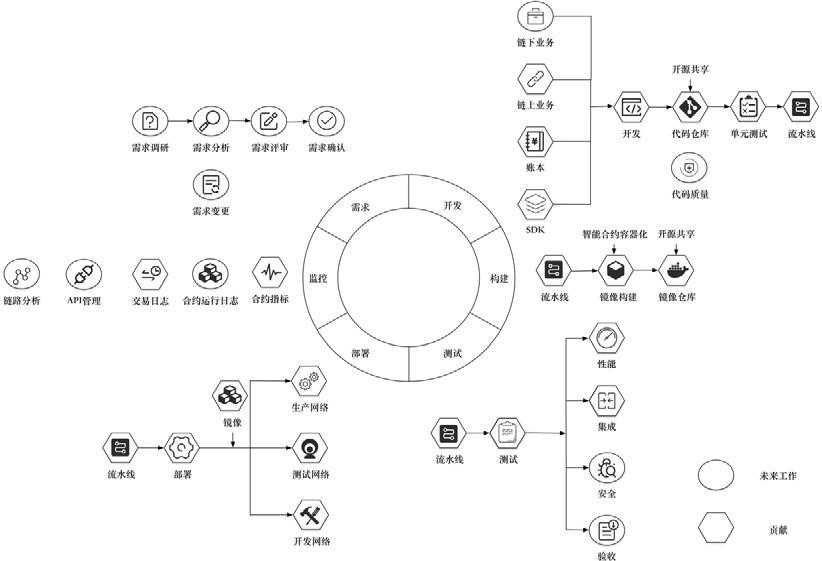 链下业务
链上业务
账本
SDK
开源共享
开发
代码仓库
单元测试
流水线
代码质量
需求调研
需求分析
需求评审
需求确认
需求变更
需求
开发
构建
测试
部署
监控
链路分析
API管理
交易日志
合约运行日志
合约指标
智能合约容器化
开源共享
流水线
镜像构建
镜像仓库
镜像
流水线
部署
生产网络
测试网络
开发网络
流水线
测试
性能
集成
安全
验收
未来工作
贡献